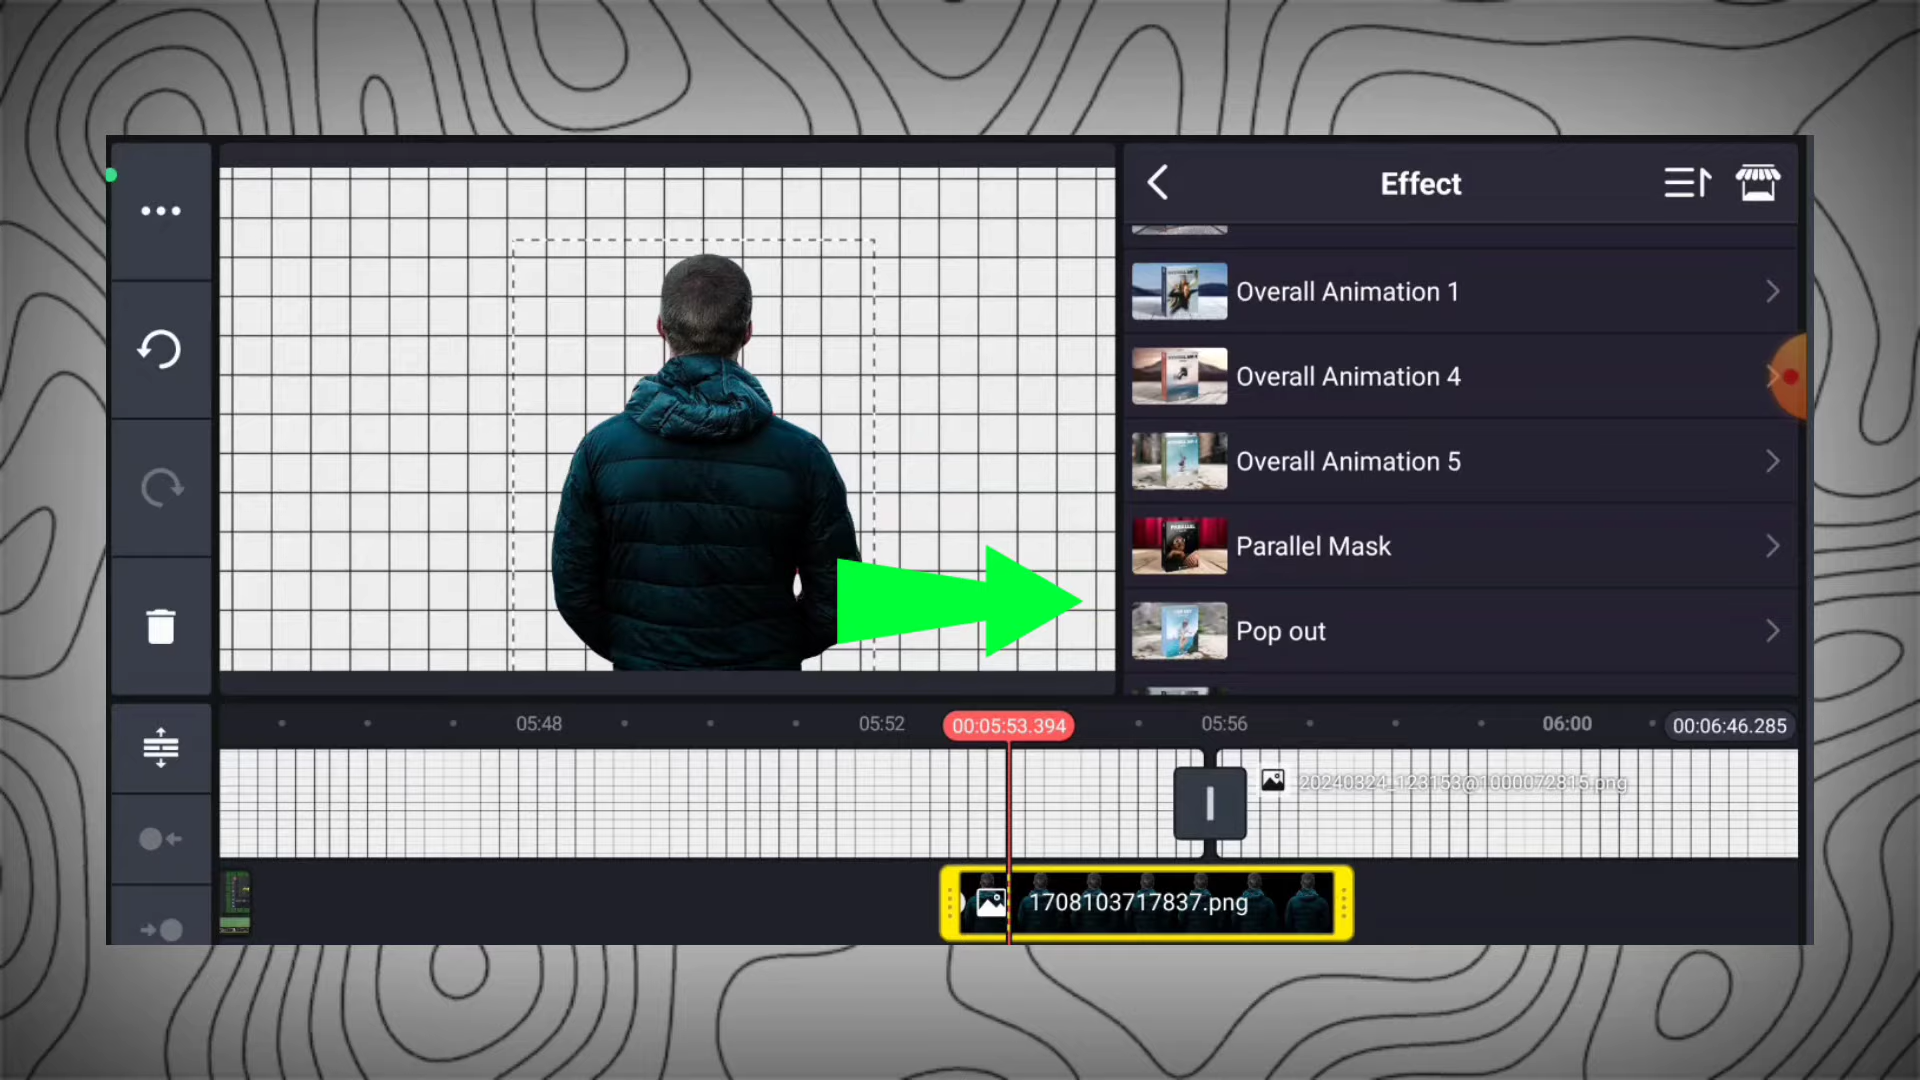 Effect
Overall Animation 1
Overall Animation 4
Overall Animation 5
Parallel Mask
Pop out
05:48
05:52
00:05:53.394
05:56
06:00
00:06:46.285
20240324_123153@1000072815.png
1708103717837.png